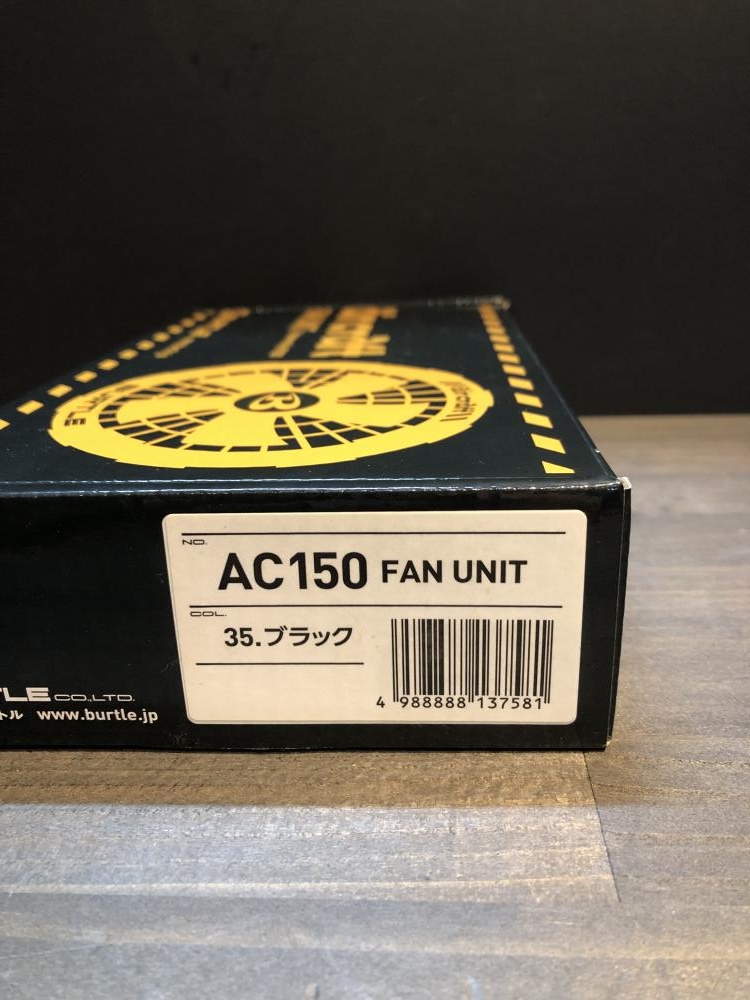 BURTLE
NO.
AC150 FAN UNIT
COL.
35.ブラック
4 988888 137581
TLE CO.,LTD.
トル www.burtle.jp